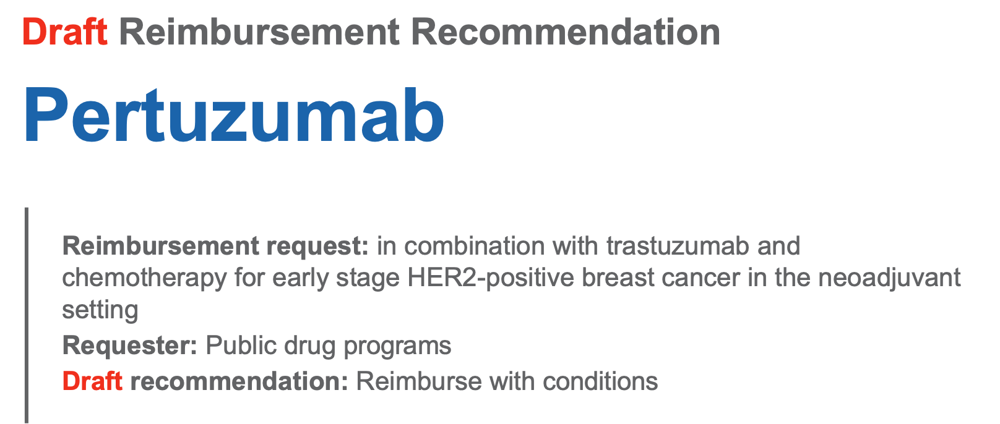 Draft Reimbursement Recommendation
Pertuzumab
Reimbursement request: in combination with trastuzumab and
chemotherapy for early stage HER2-positive breast cancer in the neoadjuvant
setting
Requester: Public drug programs
Draft recommendation: Reimburse with conditions